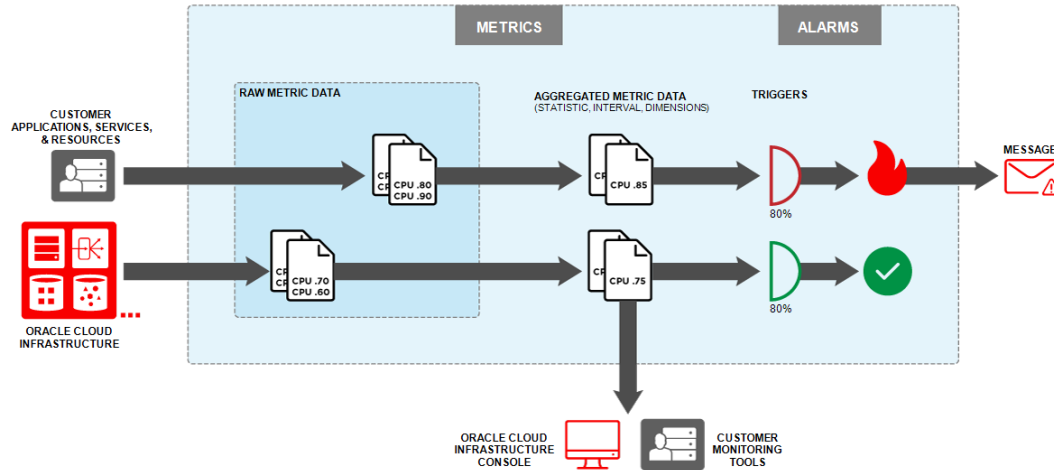 METRICS
ALARMS
RAW METRIC DATA
AGGREGATED METRIC DATA
(STATISTIC, INTERVAL, DIMENSIONS)
TRIGGERS
CUSTOMER
APPLICATIONS, SERVICES,
& RESOURCES
CPU .80
CPU .90
CPU .85
80%
MESSAGE
CPU .70
CPU .60
CPU .75
80%
ORACLE CLOUD
INFRASTRUCTURE
...
ORACLE CLOUD
INFRASTRUCTURE
CONSOLE
CUSTOMER
MONITORING
TOOLS